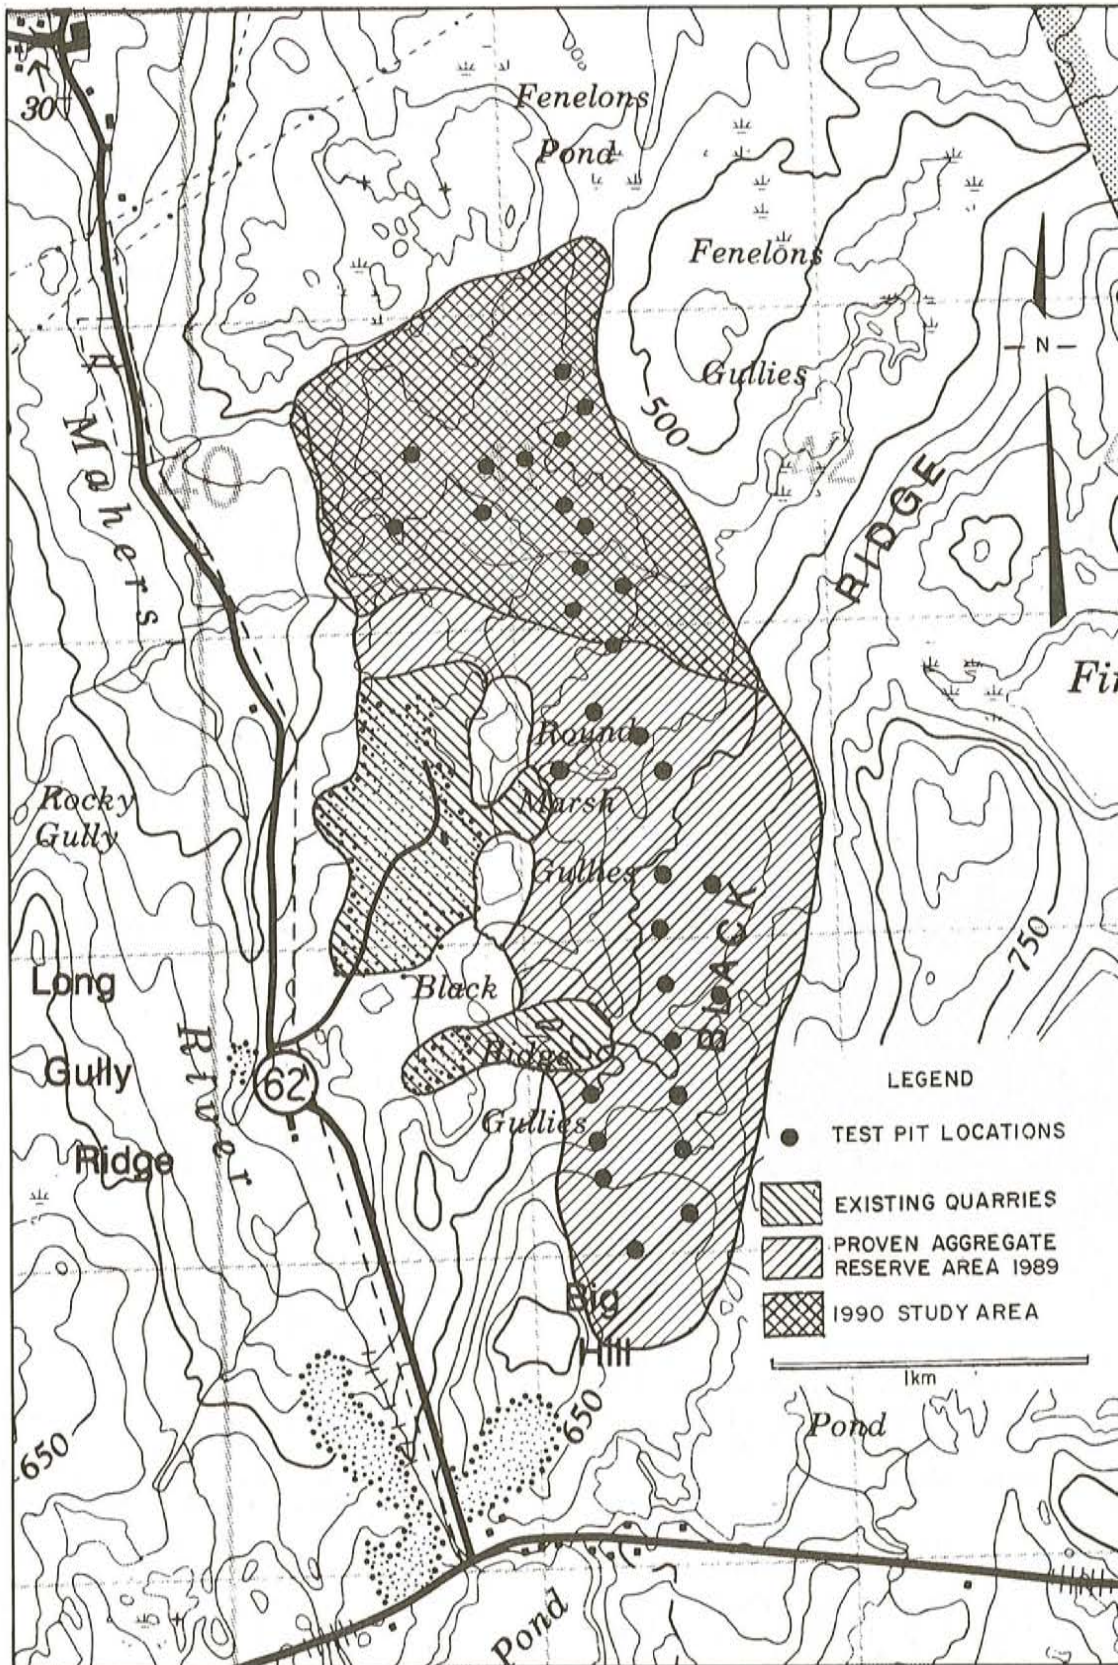 30
Fenelons
Pond
Fenelons
Gullies
N
500
40
42
Mahers
RIDGE
Round
Marsh
Gullies
Rocky
Gully
750
BLACK
Long
Gully
Ridge
River
Black
Ridge
Gullies
62
LEGEND
TEST PIT LOCATIONS
EXISTING QUARRIES
PROVEN AGGREGATE
RESERVE AREA 1989
1990 STUDY AREA
1km
Big
Hill
650
650
Pond
Pond